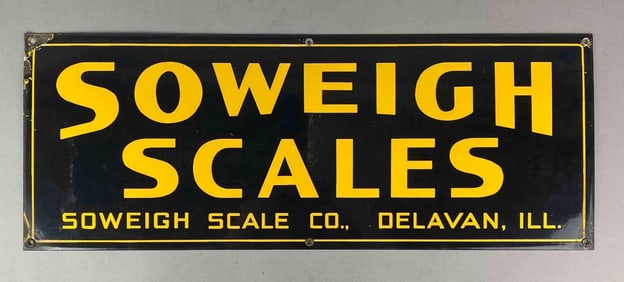 SOWEIGH
SCALES
SOWEIGH SCALE CO., DELAVAN, ILL.